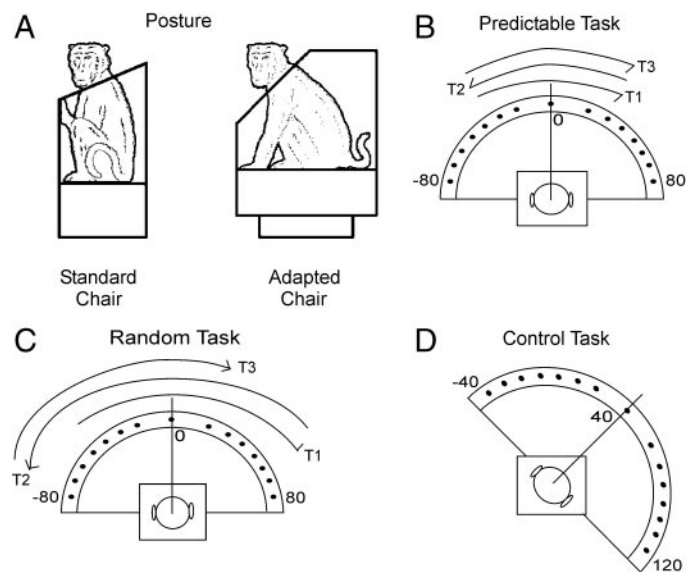 A
Posture
Standard
Chair
Adapted
Chair
B
Predictable Task
T3
T2
T1
0
-80
80
C
Random Task
T3
T2
T1
0
-80
80
D
Control Task
-40
40
120